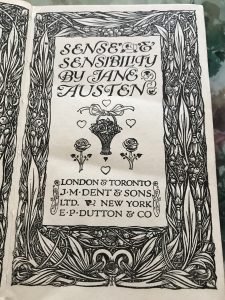 SENSE &
SENSIBILITY
BY JANE
AUSTEN
LONDON & TORONTO
J·M·DENT & SONS
LTD. NEW YORK
E·P·DUTTON & CO